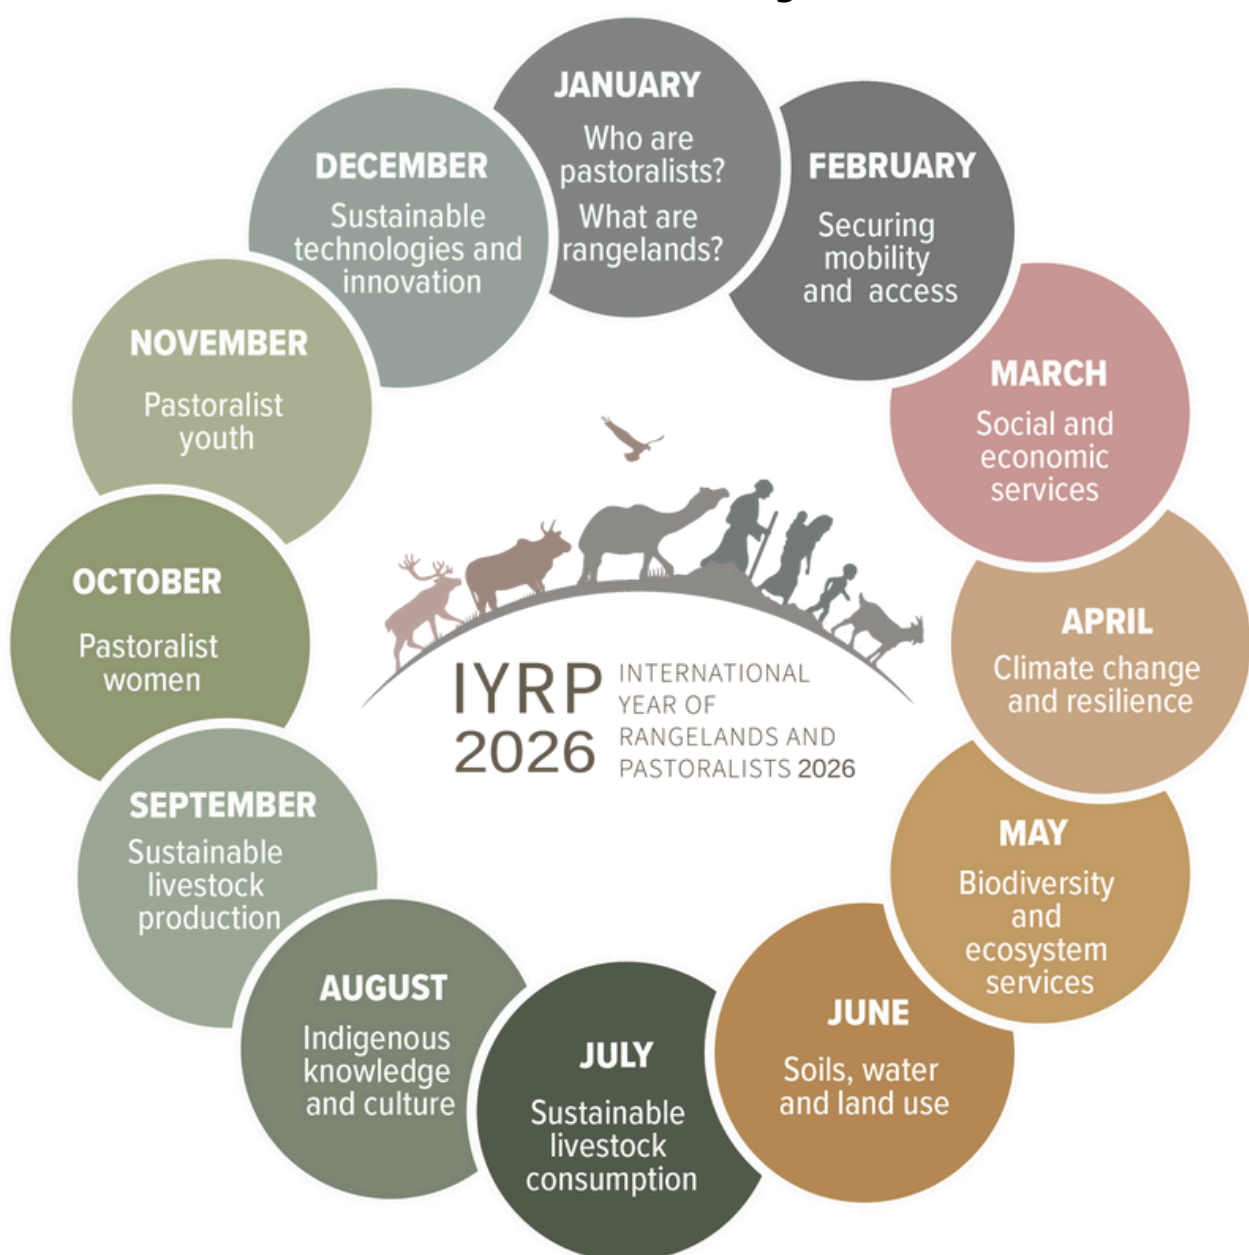 JANUARY
Who are
pastoralists?
What are
rangelands?
FEBRUARY
Securing
mobility
and access
MARCH
Social and
economic
services
APRIL
Climate change
and resilience
MAY
Biodiversity
and
ecosystem
services
JUNE
Soils, water
and land use
JULY
Sustainable
livestock
consumption
AUGUST
Indigenous
knowledge
and culture
SEPTEMBER
Sustainable
livestock
production
OCTOBER
Pastoralist
women
NOVEMBER
Pastoralist
youth
DECEMBER
Sustainable
technologies and
innovation
IYRP
2026
INTERNATIONAL
YEAR OF
RANGELANDS AND
PASTORALISTS 2026